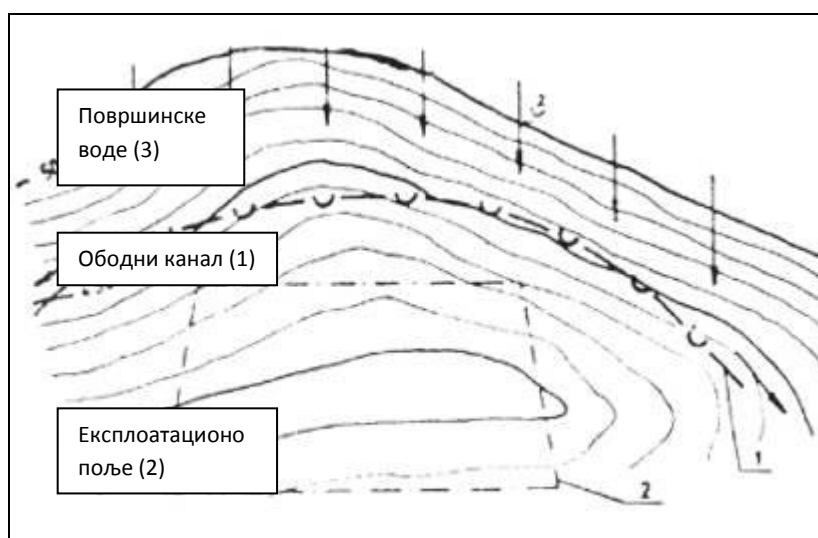 Површинске
воде (3)
Ободни канал (1)
Експлоатационо
поље (2)
1
2